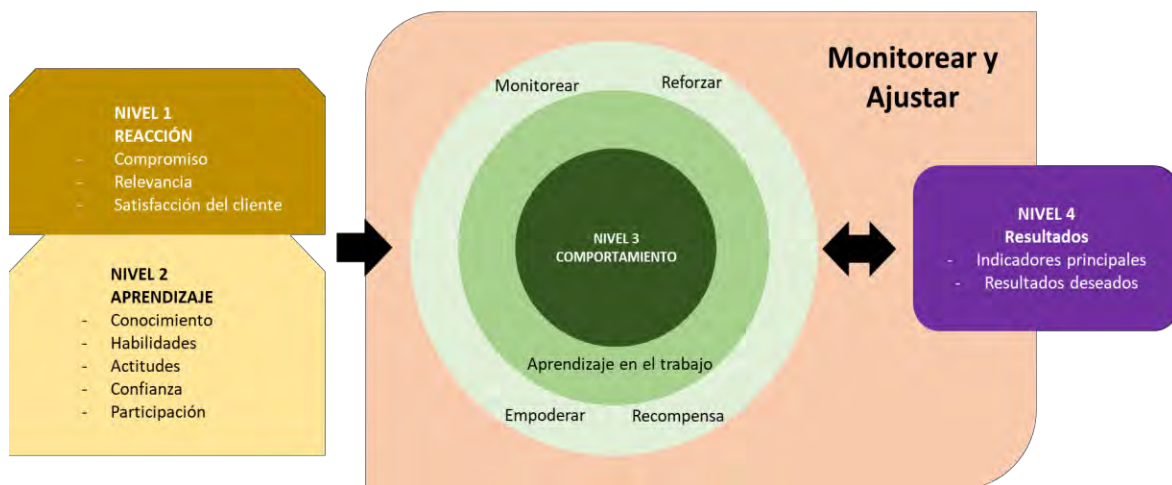 NIVEL 1
REACCIÓN
- Compromiso
- Relevancia
- Satisfacción del cliente
NIVEL 2
APRENDIZAJE
- Conocimiento
- Habilidades
- Actitudes
- Confianza
- Participación
Monitorear y
Ajustar
Monitorear
Reforzar
NIVEL 3
COMPORTAMIENTO
Aprendizaje en el trabajo
Empoderar
Recompensa
NIVEL 4
Resultados
- Indicadores principales
- Resultados deseados